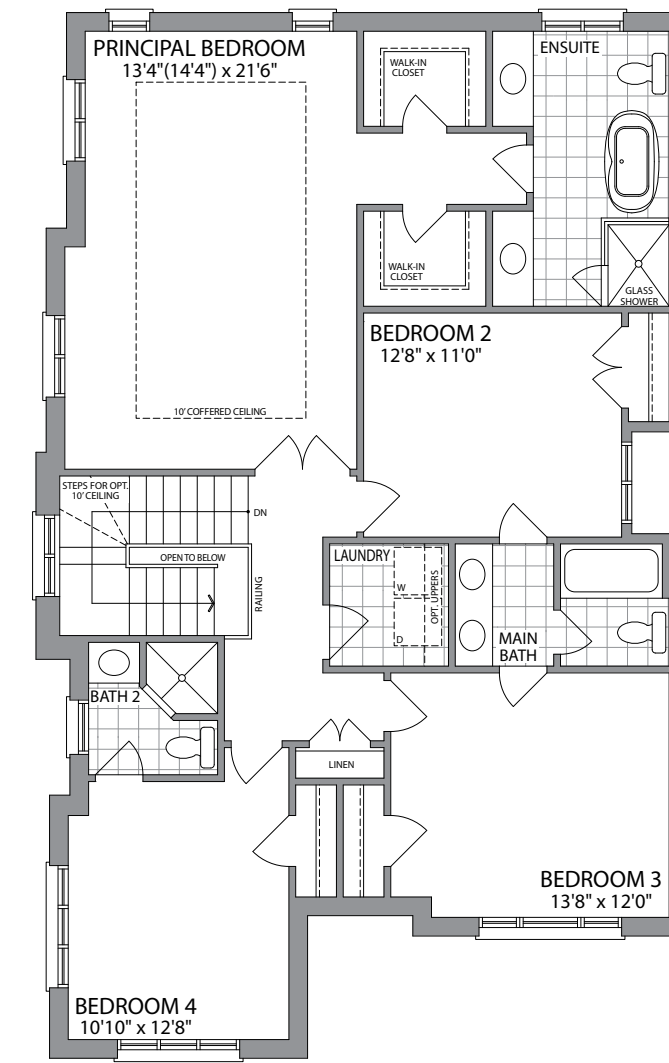 PRINCIPAL BEDROOM
13'4"(14'4") x 21'6"
WALK-IN
CLOSET
ENSUITE
WALK-IN
CLOSET
GLASS
SHOWER
BEDROOM 2
12'8" x 11'0"
10' COFFERED CEILING
STEPS FOR OPT.
10' CEILING
DN
OPEN TO BELOW
RAILING
LAUNDRY
W
D
OPT. UPPERS
MAIN
BATH
BATH 2
LINEN
BEDROOM 3
13'8" x 12'0"
BEDROOM 4
10'10" x 12'8"